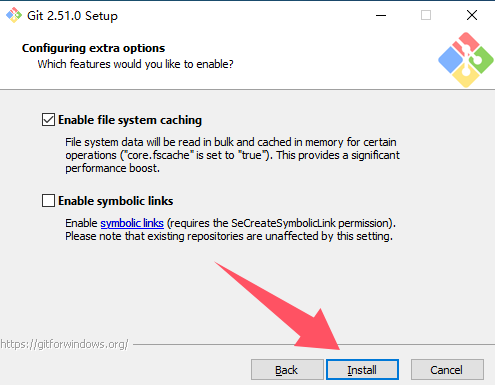 Git 2.51.0 Setup
Configuring extra options
Which features would you like to enable?
Enable file system caching
File system data will be read in bulk and cached in memory for certain
operations ("core.fscache" is set to "true"). This provides a significant
performance boost.
Enable symbolic links
Enable symbolic links (requires the SeCreateSymbolicLink permission).
Please note that existing repositories are unaffected by this setting.
https://gitforwindows.org/
Back
Install
Cancel